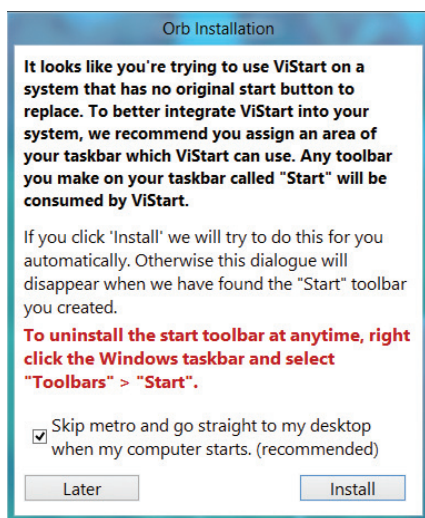 Orb Installation
It looks like you're trying to use ViStart on a
system that has no original start button to
replace. To better integrate ViStart into your
system, we recommend you assign an area of
your taskbar which ViStart can use. Any toolbar
you make on your taskbar called "Start" will be
consumed by ViStart.
If you click 'Install' we will try to do this for you
automatically. Otherwise this dialogue will
disappear when we have found the "Start" toolbar
you created.
To uninstall the start toolbar at anytime, right
click the Windows taskbar and select
"Toolbars" > "Start".
Skip metro and go straight to my desktop
when my computer starts. (recommended)
Later Install